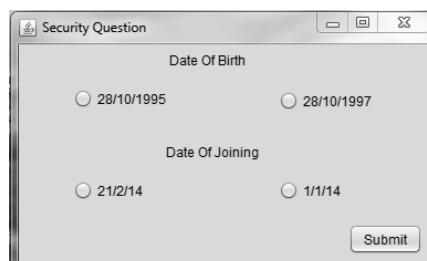 Security Question
Date Of Birth
28/10/1995 28/10/1997
Date Of Joining
21/2/14 1/1/14
Submit